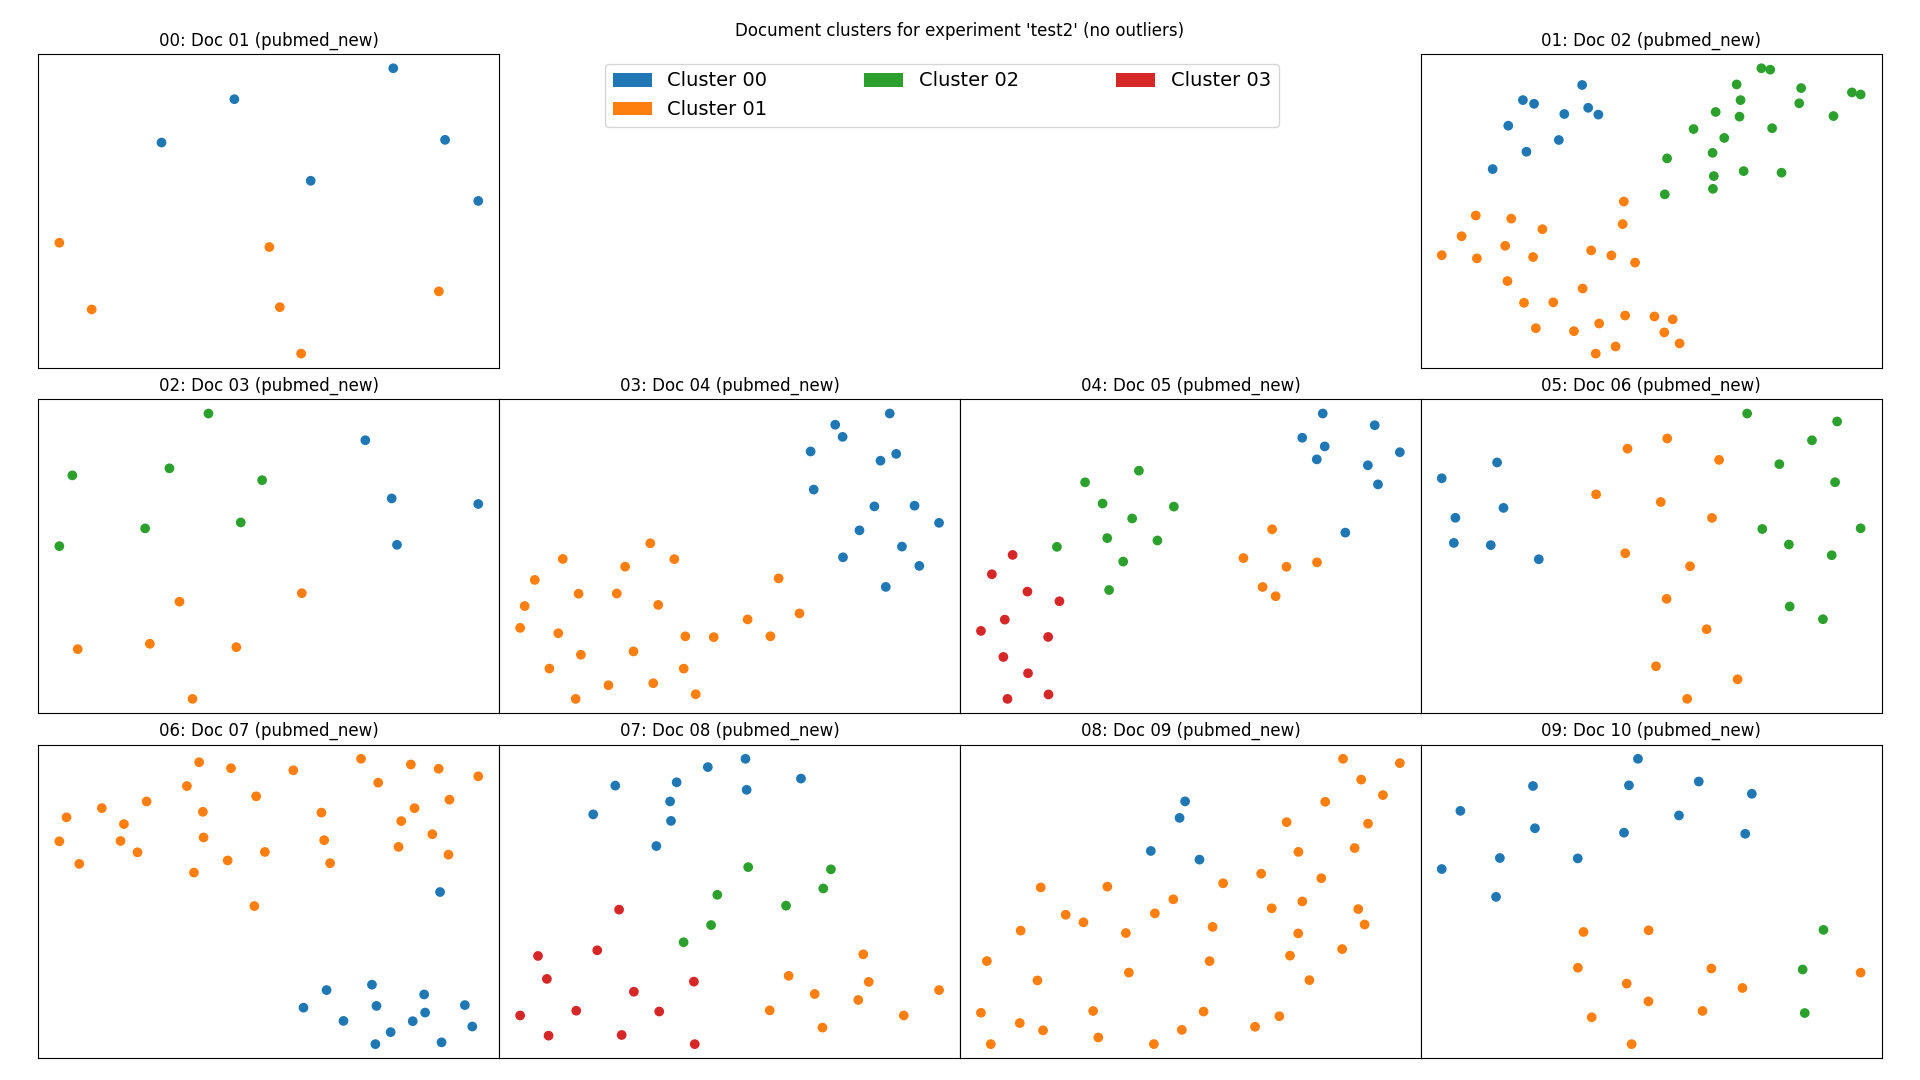 Document clusters for experiment 'test2' (no outliers)
00: Doc 01 (pubmed_new)
01: Doc 02 (pubmed_new)
Cluster 00
Cluster 02
Cluster 03
Cluster 01
02: Doc 03 (pubmed_new)
03: Doc 04 (pubmed_new)
04: Doc 05 (pubmed_new)
05: Doc 06 (pubmed_new)
06: Doc 07 (pubmed_new)
07: Doc 08 (pubmed_new)
08: Doc 09 (pubmed_new)
09: Doc 10 (pubmed_new)